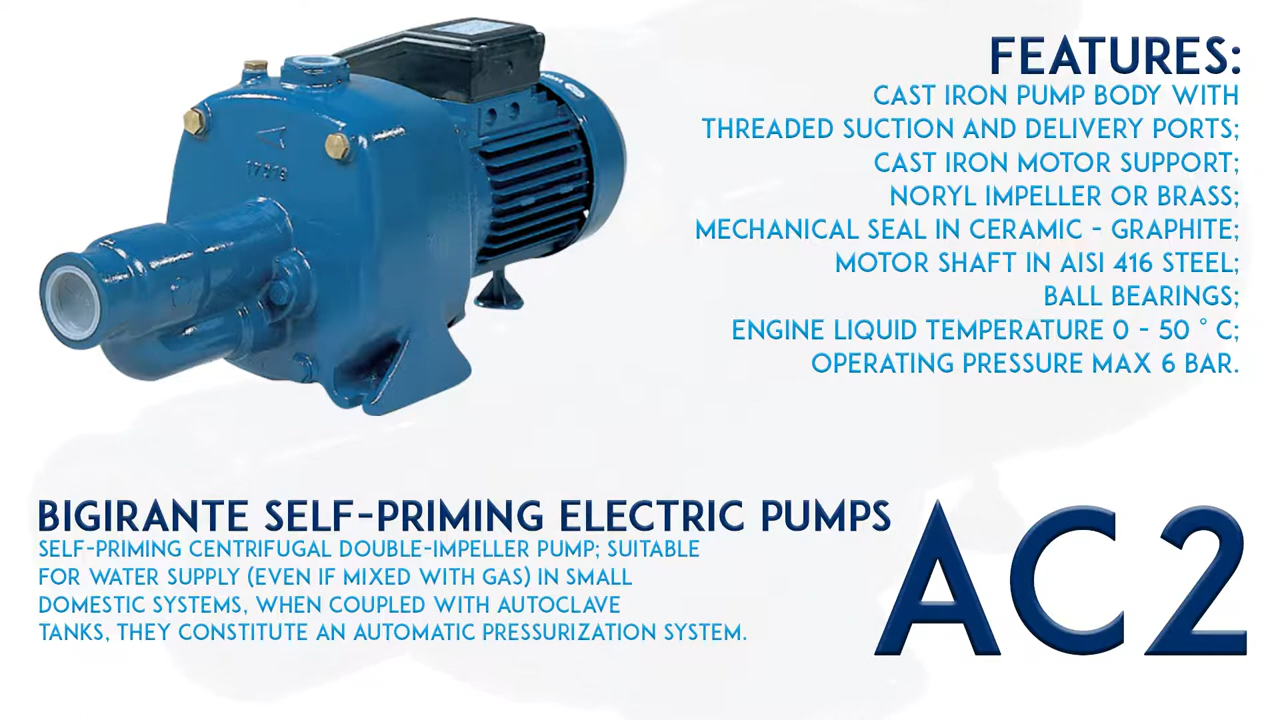 FEATURES:
CAST IRON PUMP BODY WITH
THREADED SUCTION AND DELIVERY PORTS;
CAST IRON MOTOR SUPPORT;
NORYL IMPELLER OR BRASS;
MECHANICAL SEAL IN CERAMIC - GRAPHITE;
MOTOR SHAFT IN AISI 416 STEEL;
BALL BEARINGS;
ENGINE LIQUID TEMPERATURE 0 - 50 ° C;
OPERATING PRESSURE MAX 6 BAR.
BIGIRANTE SELF-PRIMING ELECTRIC PUMPS
SELF-PRIMING CENTRIFUGAL DOUBLE-IMPELLER PUMP; SUITABLE
FOR WATER SUPPLY (EVEN IF MIXED WITH GAS) IN SMALL
DOMESTIC SYSTEMS, WHEN COUPLED WITH AUTOCLAVE
TANKS, THEY CONSTITUTE AN AUTOMATIC PRESSURIZATION SYSTEM.
AC2